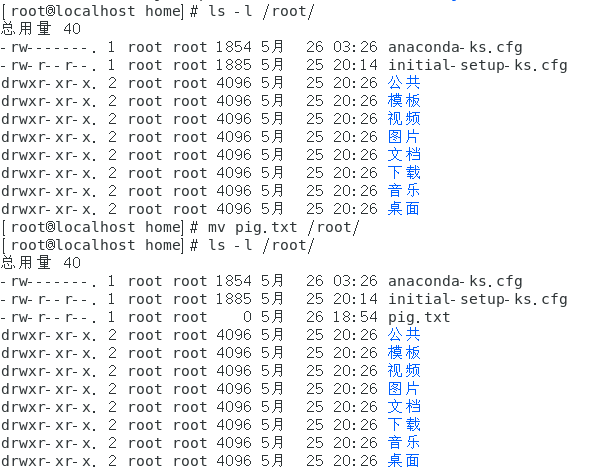 [root@localhost home]# ls -l /root/
总用量 40
-rw-------. 1 root root 1854 5月  26 03:26 anaconda-ks.cfg
-rw-r--r--. 1 root root 1885 5月  25 20:14 initial-setup-ks.cfg
drwxr-xr-x. 2 root root 4096 5月  25 20:26 公共
drwxr-xr-x. 2 root root 4096 5月  25 20:26 模板
drwxr-xr-x. 2 root root 4096 5月  25 20:26 视频
drwxr-xr-x. 2 root root 4096 5月  25 20:26 图片
drwxr-xr-x. 2 root root 4096 5月  25 20:26 文档
drwxr-xr-x. 2 root root 4096 5月  25 20:26 下载
drwxr-xr-x. 2 root root 4096 5月  25 20:26 音乐
drwxr-xr-x. 2 root root 4096 5月  25 20:26 桌面
[root@localhost home]# mv pig.txt /root/
[root@localhost home]# ls -l /root/
总用量 40
-rw-------. 1 root root 1854 5月  26 03:26 anaconda-ks.cfg
-rw-r--r--. 1 root root 1885 5月  25 20:14 initial-setup-ks.cfg
-rw-r--r--. 1 root root    0 5月  26 18:54 pig.txt
drwxr-xr-x. 2 root root 4096 5月  25 20:26 公共
drwxr-xr-x. 2 root root 4096 5月  25 20:26 模板
drwxr-xr-x. 2 root root 4096 5月  25 20:26 视频
drwxr-xr-x. 2 root root 4096 5月  25 20:26 图片
drwxr-xr-x. 2 root root 4096 5月  25 20:26 文档
drwxr-xr-x. 2 root root 4096 5月  25 20:26 下载
drwxr-xr-x. 2 root root 4096 5月  25 20:26 音乐
drwxr-xr-x. 2 root root 4096 5月  25 20:26 桌面